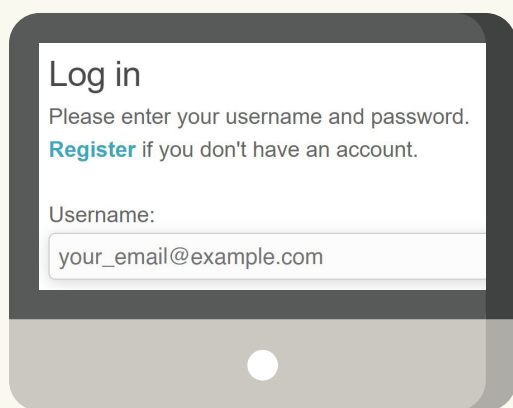 Log in
Please enter your username and password.
Register if you don't have an account.
Username:
your_email@example.com